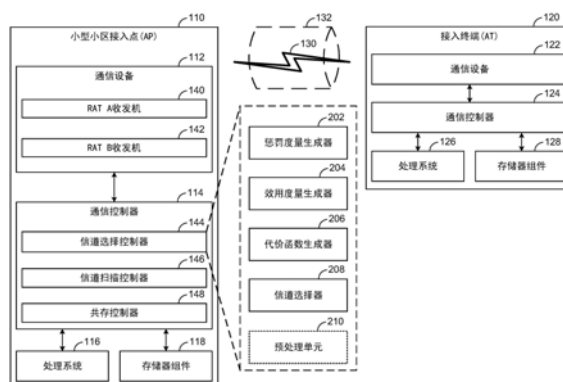 110
小型小区接入点(AP)
112
通信设备
140
RAT A收发机
142
RAT B收发机
114
通信控制器
144
信道选择控制器
146
信道扫描控制器
148
共存控制器
116
处理系统
118
存储器组件
132
130
202
惩罚度量生成器
204
效用度量生成器
206
代价函数生成器
208
信道选择器
210
预处理单元
120
接入终端(AT)
122
通信设备
124
通信控制器
126
处理系统
128
存储器组件